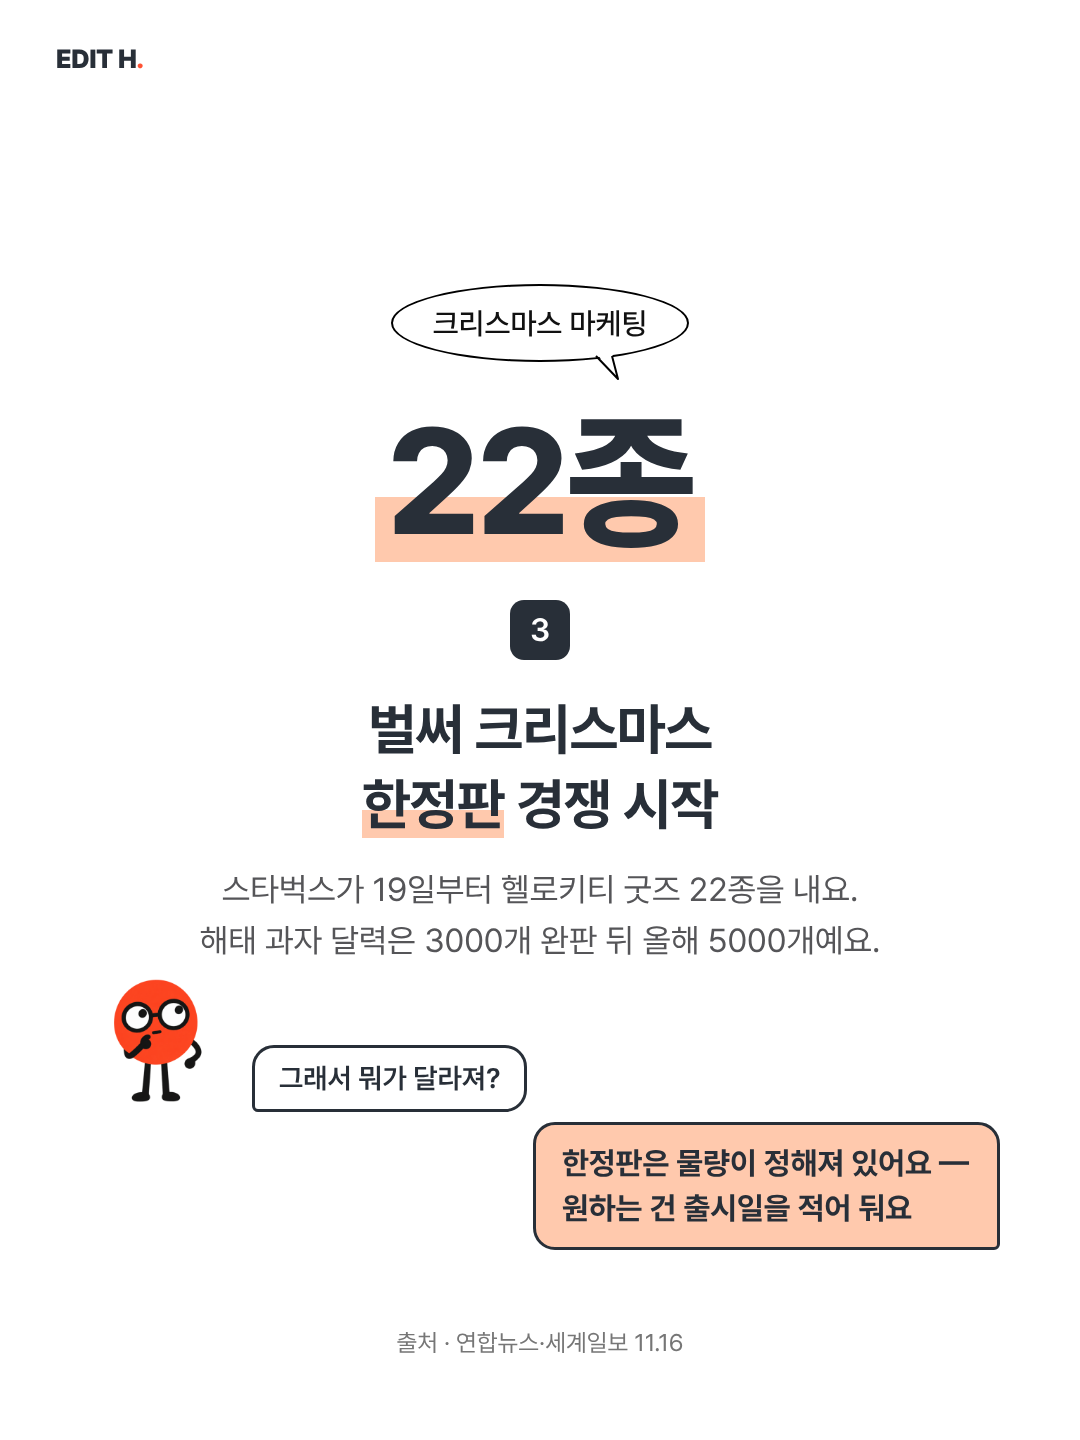 EDIT H.
크리스마스 마케팅
22종
3
벌써 크리스마스
한정판 경쟁 시작
스타벅스가 19일부터 헬로키티 굿즈 22종을 내요.
해태 과자 달력은 3000개 완판 뒤 올해 5000개예요.
그래서 뭐가 달라져?
한정판은 물량이 정해져 있어요 —
원하는 건 출시일을 적어 둬요
출처 · 연합뉴스·세계일보 11.16